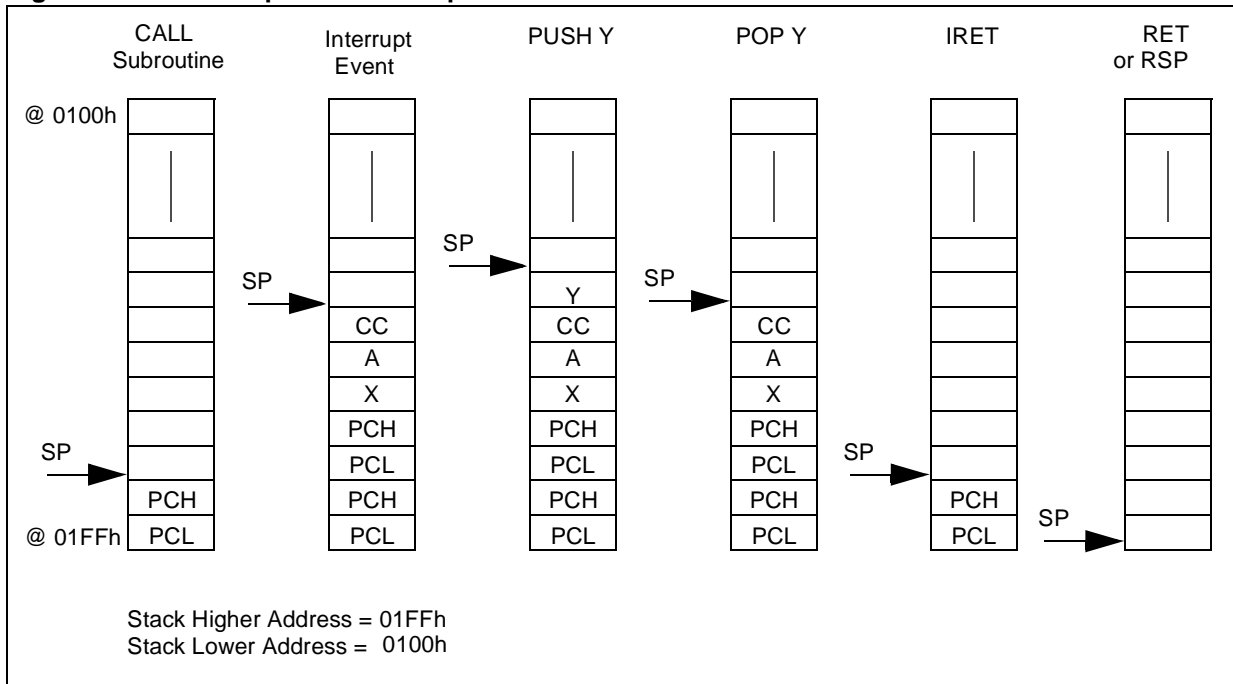 CALL
Subroutine
Interrupt
Event
PUSH Y
POP Y
IRET
RET
or RSP
@ 0100h
SP
SP
SP
Y
CC
CC
CC
A
A
A
X
X
X
PCH
PCH
PCH
SP
SP
PCL
PCL
PCL
PCH
PCH
PCH
PCH
PCH
SP
@ 01FFh
PCL
PCL
PCL
PCL
PCL
Stack Higher Address = 01FFh
Stack Lower Address = 0100h